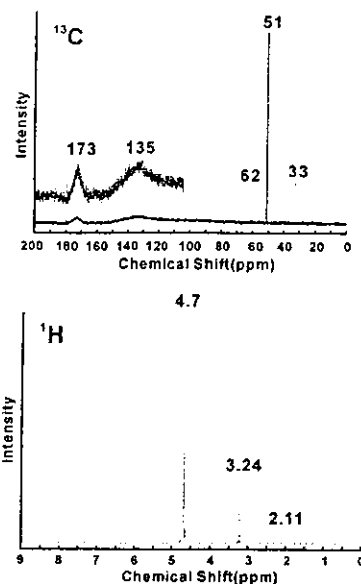 13C
51
173
135
62
33
Intensity
200 180 160 140 120 100 80 60 40 20 0
Chemical Shift(ppm)
4.7
1H
3.24
2.11
Intensity
9 8 7 6 5 4 3 2 1 0
Chemical Shift(ppm)